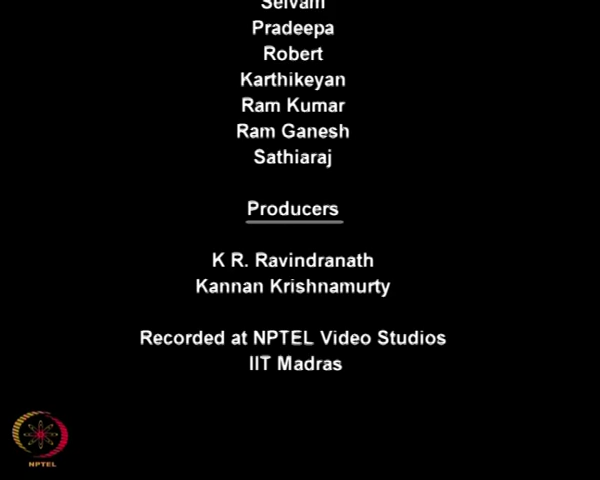 Selvam
Pradeepa
Robert
Karthikeyan
Ram Kumar
Ram Ganesh
Sathiaraj
Producers
K R. Ravindranath
Kannan Krishnamurty
Recorded at NPTEL Video Studios
IIT Madras
NPTEL